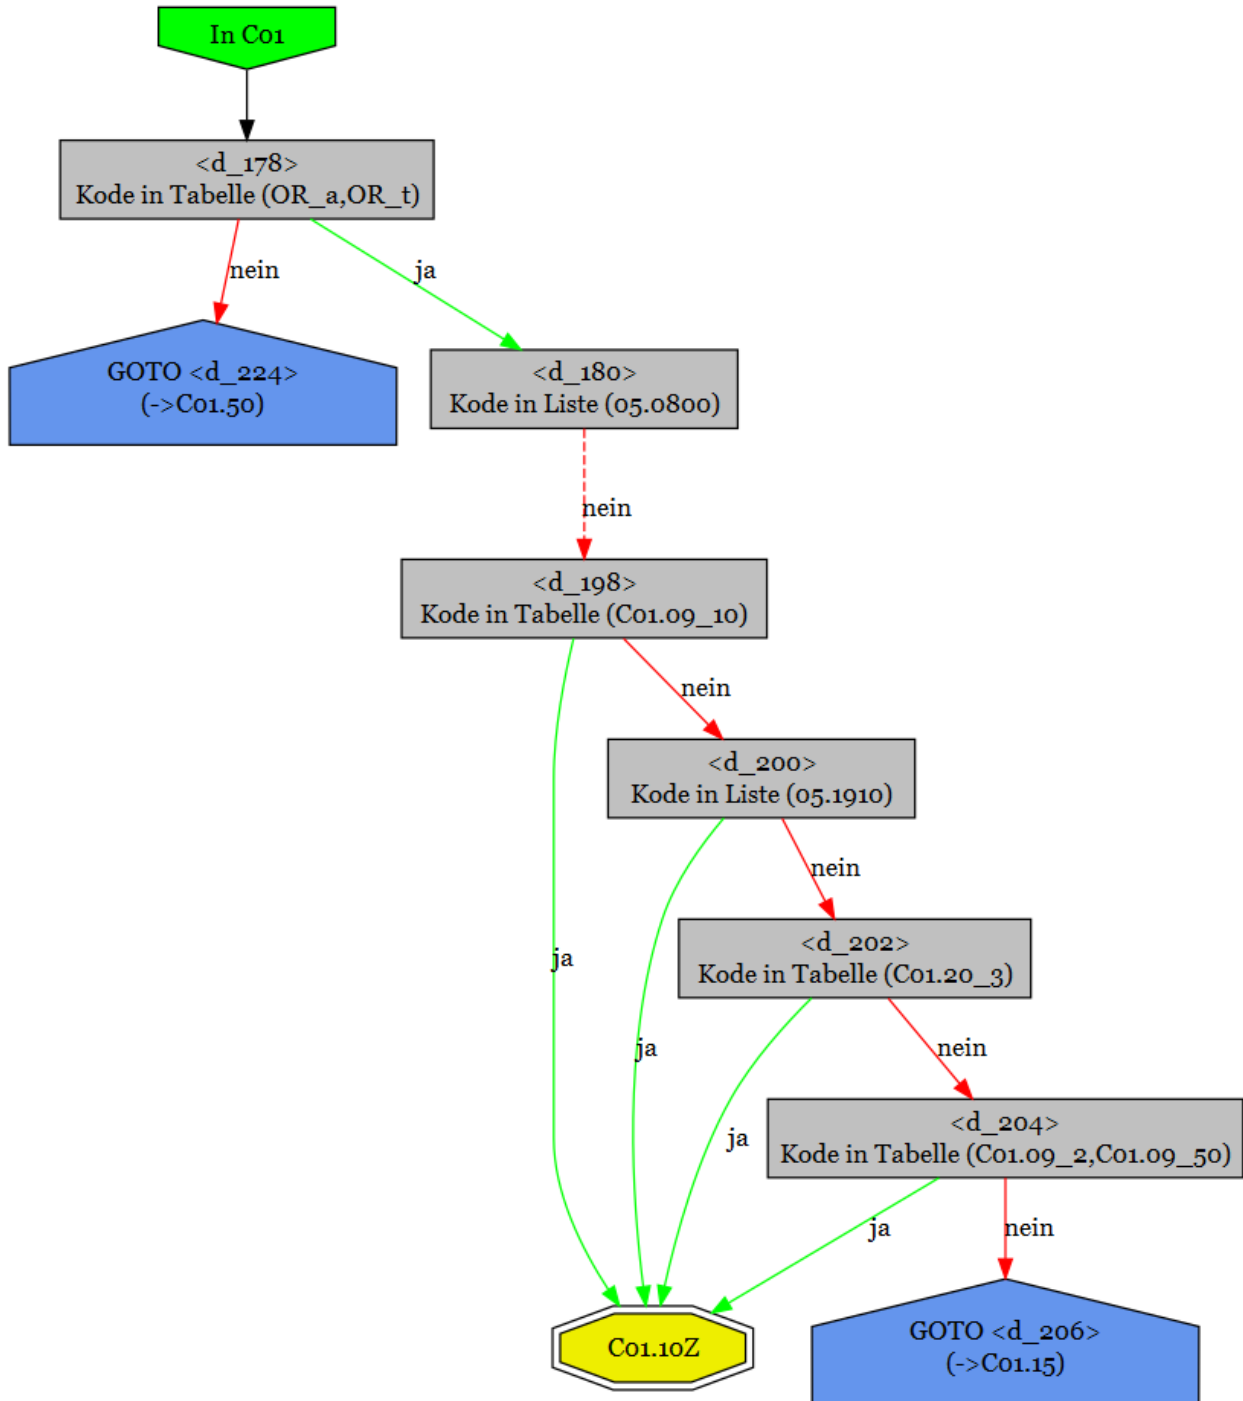 In C01
<d_178>
Kode in Tabelle (OR_a,OR_t)
nein
ja
GOTO <d_224>
(->C01.50)
<d_180>
Kode in Liste (05.0800)
nein
<d_198>
Kode in Tabelle (C01.09_10)
nein
<d_200>
Kode in Liste (05.1910)
nein
<d_202>
Kode in Tabelle (C01.20_3)
ja
ja
nein
<d_204>
Kode in Tabelle (C01.09_2,C01.09_50)
ja
ja
nein
C01.10Z
GOTO <d_206>
(->C01.15)